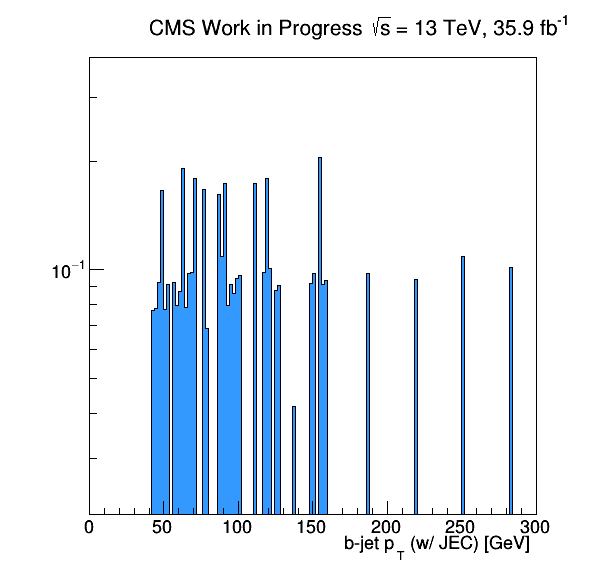 CMS Work in Progress √s = 13 TeV, 35.9 fb⁻¹
10⁻¹
0 50 100 150 200 250 300
b-jet p_T (w/ JEC) [GeV]